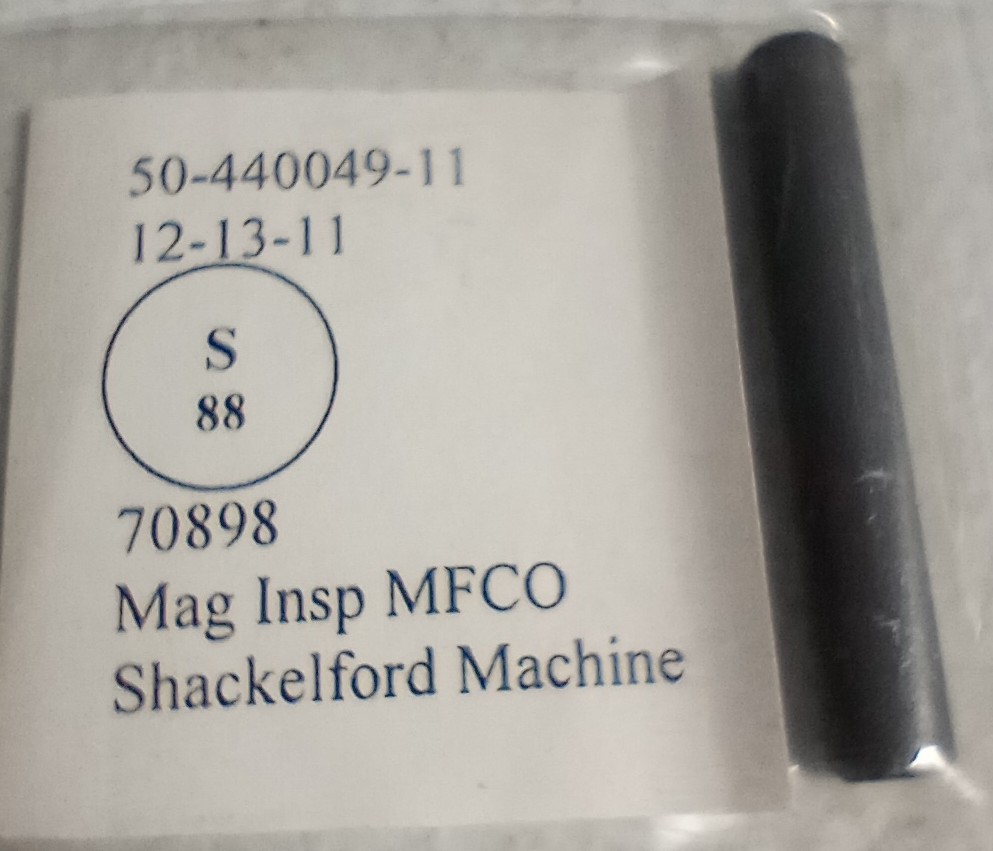 50-440049-11
12-13-11
S
88
70898
Mag Insp MFCO
Shackelford Machine